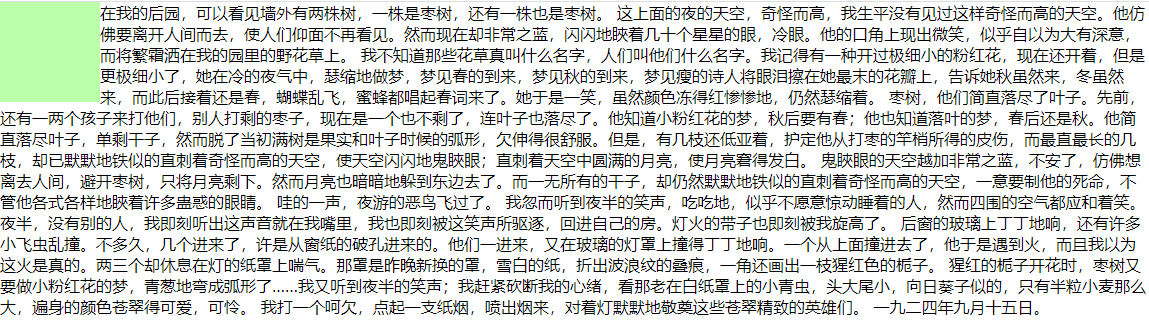 在我的后园，可以看见墙外有两株树，一株是枣树，还有一株也是枣树。 这上面的夜的天空，奇怪而高，我生平没有见过这样奇怪而高的天空。他仿
佛要离开人间而去，使人们仰面不再看见。然而现在却非常之蓝，闪闪地䀹着几十个星星的眼，冷眼。他的口角上现出微笑，似乎自以为大有深意，
而将繁霜洒在我的园里的野花草上。 我不知道那些花草真叫什么名字，人们叫他们什么名字。我记得有一种开过极细小的粉红花，现在还开着，但是
更极细小了，她在冷的夜气中，瑟缩地做梦，梦见春的到来，梦见秋的到来，梦见瘦的诗人将眼泪擦在她最末的花瓣上，告诉她秋虽然来，冬虽然
来，而此后接着还是春，蝴蝶乱飞，蜜蜂都唱起春词来了。她于是一笑，虽然颜色冻得红惨惨地，仍然瑟缩着。 枣树，他们简直落尽了叶子。先前，
还有一两个孩子来打他们，别人打剩的枣子，现在是一个也不剩了，连叶子也落尽了。他知道小粉红花的梦，秋后要有春；他也知道落叶的梦，春后还是秋。他简
直落尽叶子，单剩干子，然而脱了当初满树是果实和叶子时候的弧形，欠伸得很舒服。但是，有几枝还低亚着，护定他从打枣的竿梢所得的皮伤，而最直最长的几
枝，却已默默地铁似的直刺着奇怪而高的天空，使天空闪闪地鬼䀹眼；直刺着天空中圆满的月亮，使月亮窘得发白。 鬼䀹眼的天空越加非常之蓝，不安了，仿佛想
离去人间，避开枣树，只将月亮剩下。然而月亮也暗暗地躲到东边去了。而一无所有的干子，却仍然默默地铁似的直刺着奇怪而高的天空，一意要制他的死命，不
管他各式各样地䀹着许多蛊惑的眼睛。 哇的一声，夜游的恶鸟飞过了。 我忽而听到夜半的笑声，吃吃地，似乎不愿意惊动睡着的人，然而四围的空气都应和着笑。
夜半，没有别的人，我即刻听出这声音就在我嘴里，我也即刻被这笑声所驱逐，回进自己的房。灯火的带子也即刻被我旋高了。 后窗的玻璃上丁丁地响，还有许多
小飞虫乱撞。不多久，几个进来了，许是从窗纸的破孔进来的。他们一进来，又在玻璃的灯罩上撞得丁丁地响。一个从上面撞进去了，他于是遇到火，而且我以为
这火是真的。两三个却休息在灯的纸罩上喘气。那罩是昨晚新换的罩，雪白的纸，折出波浪纹的叠痕，一角还画出一枝猩红色的栀子。 猩红的栀子开花时，枣树又
要做小粉红花的梦，青葱地弯成弧形了……我又听到夜半的笑声；我赶紧砍断我的心绪，看那老在白纸罩上的小青虫，头大尾小，向日葵子似的，只有半粒小麦那么
大，遍身的颜色苍翠得可爱，可怜。 我打一个呵欠，点起一支纸烟，喷出烟来，对着灯默默地敬奠这些苍翠精致的英雄们。 一九二四年九月十五日。